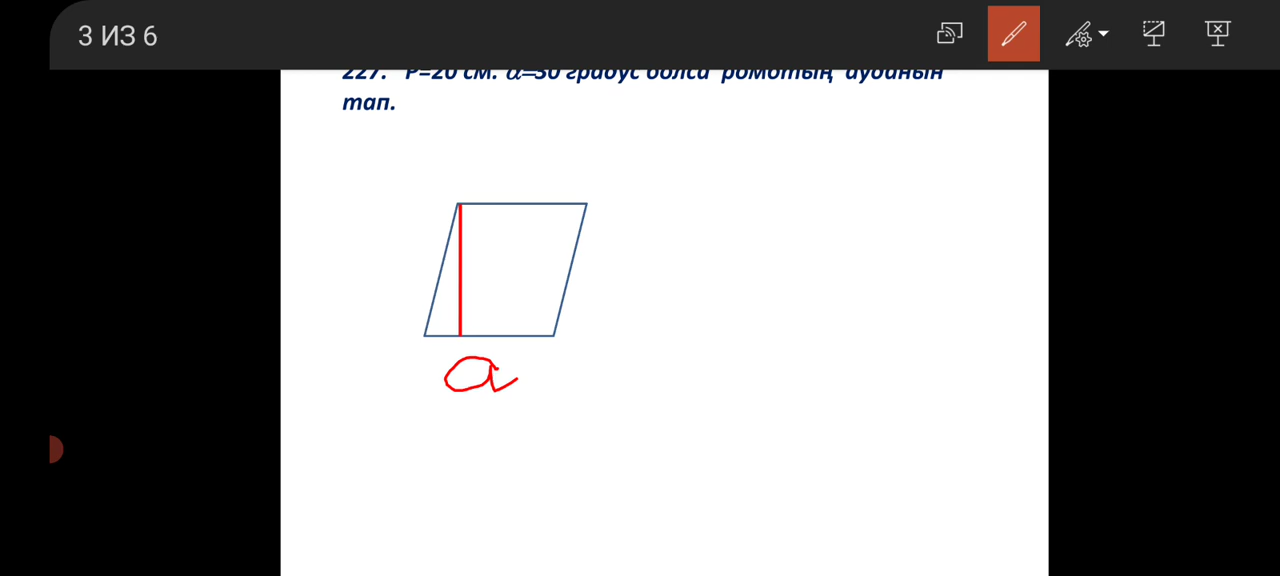 3 ИЗ 6
227. P=20 см. α=30 градус болса ромбтың ауданын
тап.
a